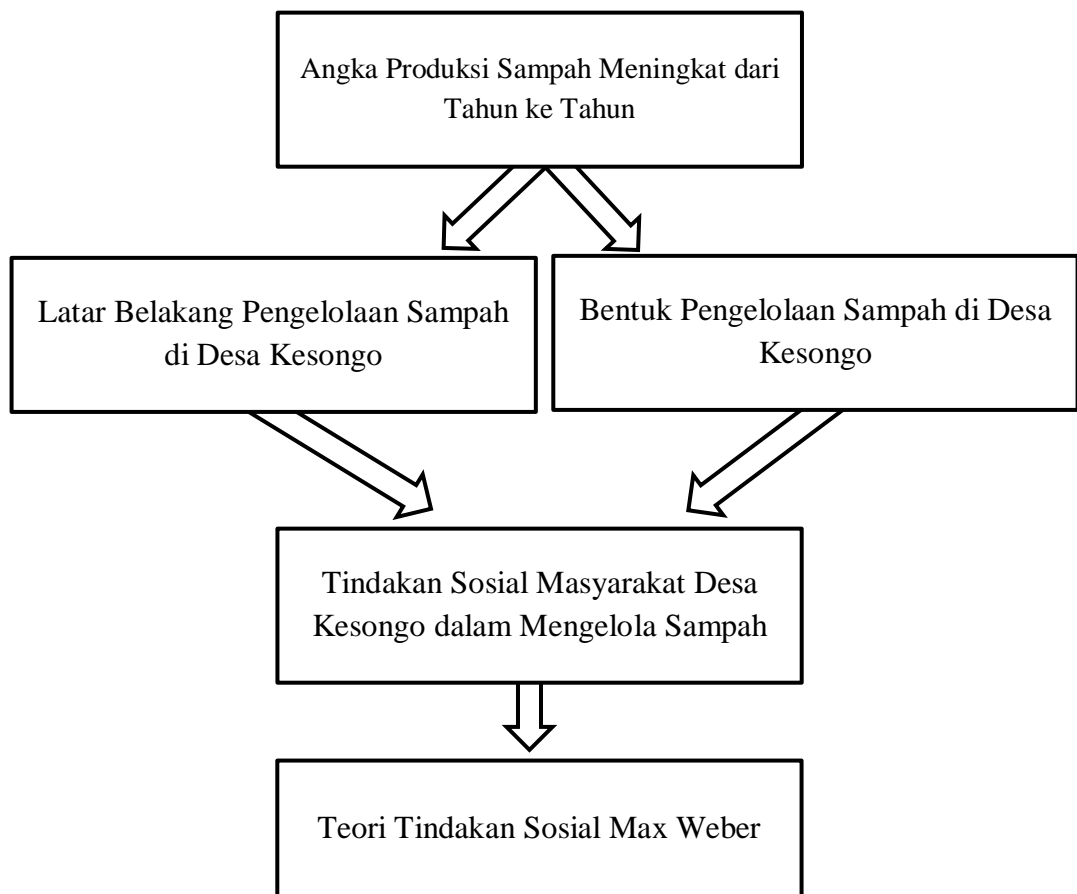 Angka Produksi Sampah Meningkat dari
Tahun ke Tahun
Latar Belakang Pengelolaan Sampah
di Desa Kesongo
Bentuk Pengelolaan Sampah di Desa
Kesongo
Tindakan Sosial Masyarakat Desa
Kesongo dalam Mengelola Sampah
Teori Tindakan Sosial Max Weber